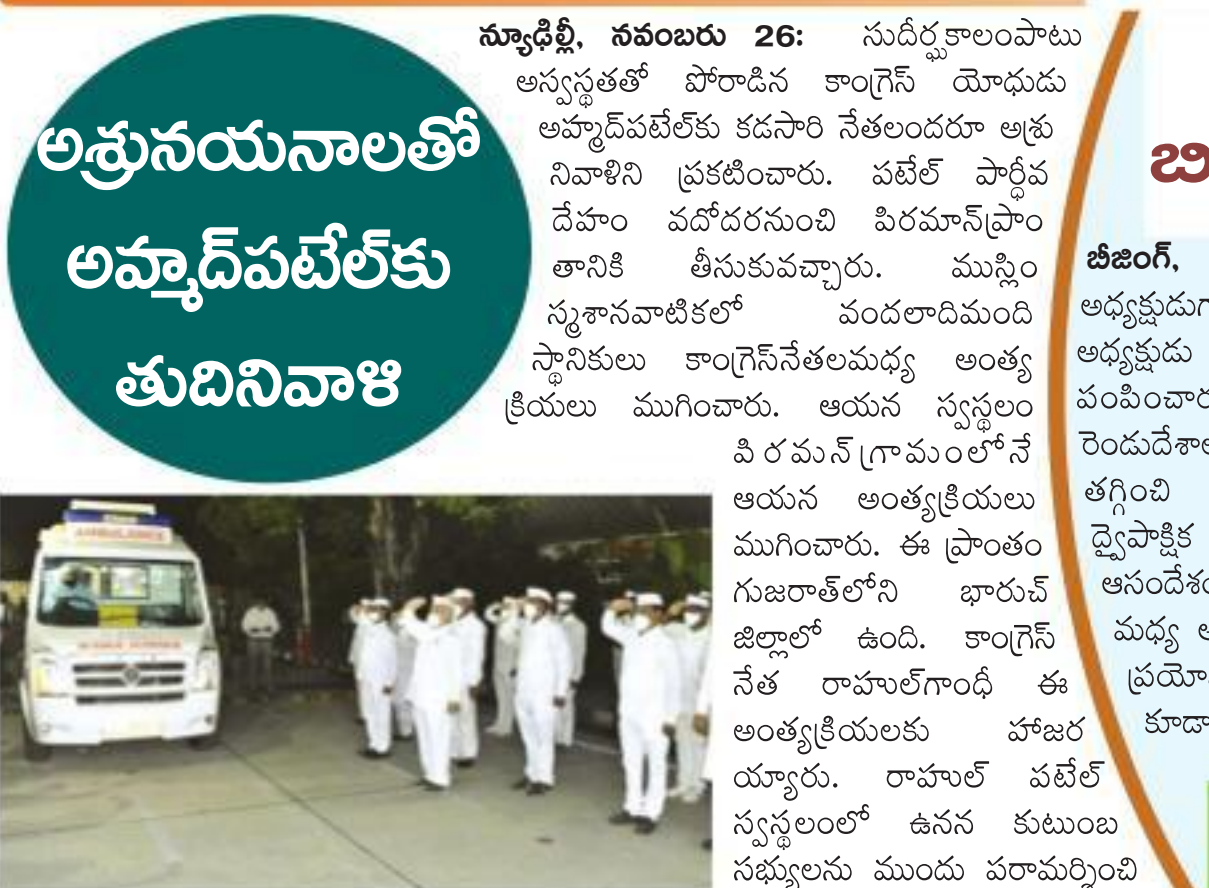 అశ్రునయనాలతో
అహ్మద్‌పటేల్‌కు
తుదినివాళి
న్యూఢిల్లీ, నవంబరు 26: సుదీర్ఘకాలంపాటు
అస్వస్థతతో పోరాడిన కాంగ్రెస్ యోధుడు
అహ్మద్‌పటేల్‌కు కడసారి నేతలందరూ అశ్రు
నివాళిని ప్రకటించారు. పటేల్ పార్థీవ
దేహం వదోదరనుంచి పిరమాన్‌ప్రాం
తానికి తీసుకువచ్చారు. ముస్లిం
స్మశానవాటికలో వందలాదిమంది
స్థానికులు కాంగ్రెస్‌నేతలమధ్య అంత్య
క్రియలు ముగించారు. ఆయన స్వస్థలం
పిరమన్‌గ్రామంలోనే
ఆయన అంత్యక్రియలు
ముగించారు. ఈ ప్రాంతం
గుజరాత్‌లోని భారుచ్
జిల్లాలో ఉంది. కాంగ్రెస్
నేత రాహుల్‌గాంధీ ఈ
అంత్యక్రియలకు హాజర
య్యారు. రాహుల్ పటేల్
స్వస్థలంలో ఉనన కుటుంబ
సభ్యులను ముందు పరామర్శించి
AMBULANCE
బీజింగ్,
అధ్యక్షుడు
తగ్గించి
ద్వైపాక్షిక
మధ్య